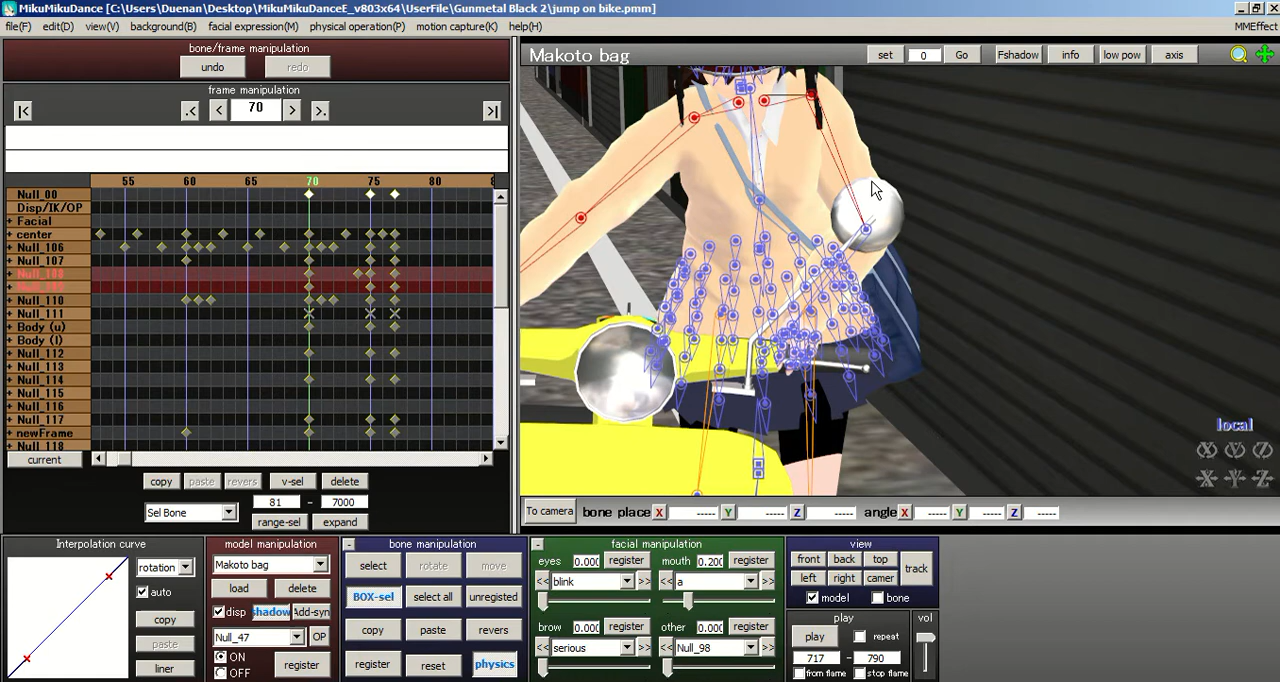 MikuMikuDance [C:\Users\Duenan\Desktop\MikuMikuDanceE_v803x64\UserFile\Gunmetal Black 2\jump on bike.pmm]
file(F) edit(D) view(V) background(B) facial expression(M) physical operation(P) motion capture(K) help(H) MMEffect
bone/frame manipulation
undo redo
frame manipulation
|< .< < 70 > >. >|
55 60 65 70 75 80
Null_00
Disp/IK/OP
+ Facial
+ center
+ Null_106
+ Null_107
+ Null_110
+ Null_111
+ Body (u)
+ Body (l)
+ Null_112
+ Null_113
+ Null_114
+ Null_115
+ Null_116
+ Null_117
+ newFrame
+ Null_118
current
copy paste revers v-sel delete
Sel Bone 81 - 7000
range-sel expand
Makoto bag set 0 Go Fshadow info low pow axis
local
X Y Z
X Y Z
To camera bone place X ----- Y ----- Z ----- angle X ----- Y ----- Z -----
Interpolation curve
rotation
auto
copy
paste
liner
model manipulation
Makoto bag
load delete
disp shadow Add-syn
Null_47 OP
ON
OFF
register
- bone manipulation
select rotate move
BOX-sel select all unregisted
copy paste revers
register reset physics
- facial manipulation
eyes 0.000 register mouth 0.200 register
<< blink >> << a >>
brow 0.000 register other 0.000 register
<< serious >> << Null_98 >>
view
front back top
left right camer track
model bone
play
play repeat
717 - 790
from flame stop flame
vol